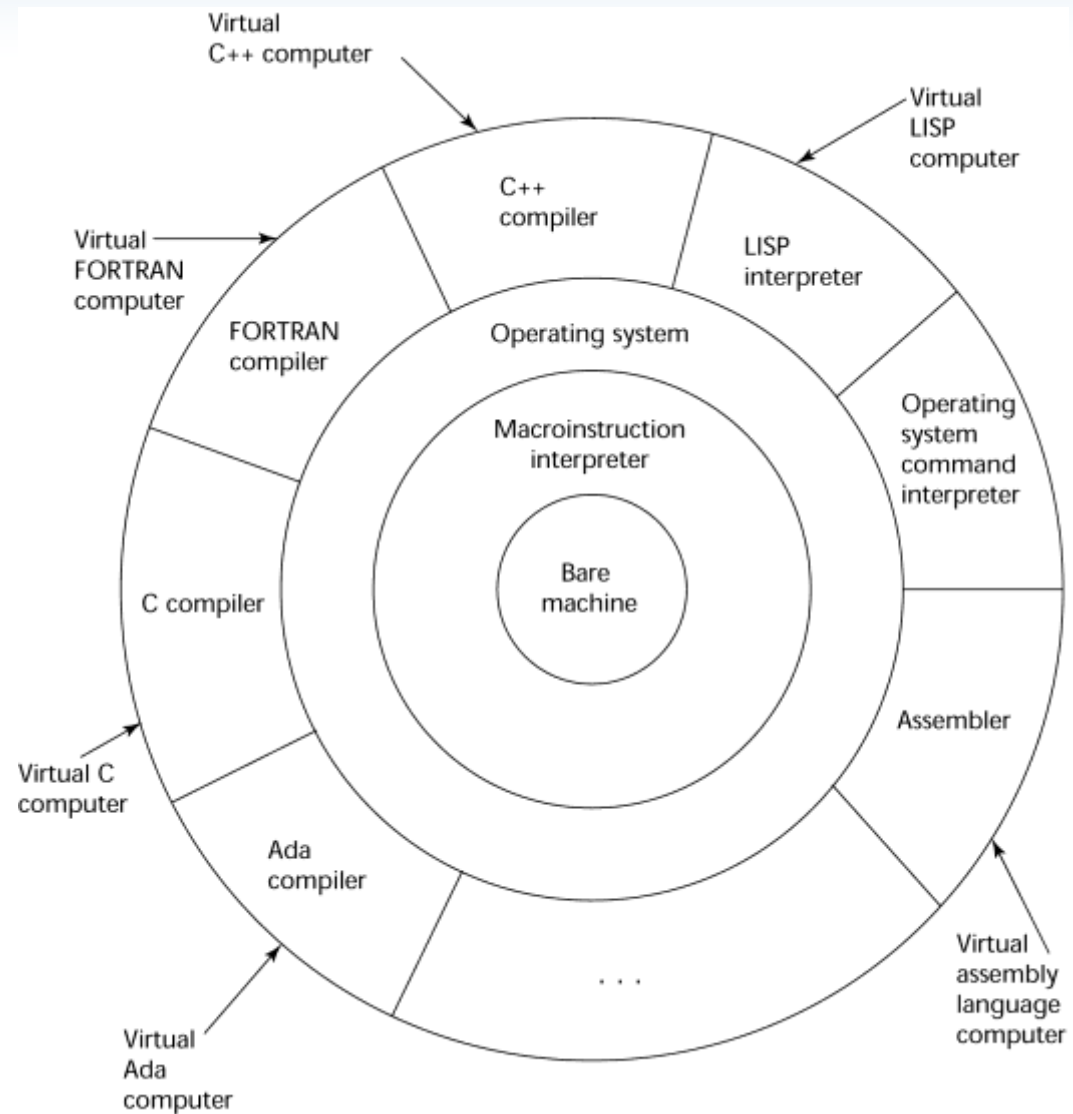 Virtual
C++ computer
Virtual
LISP
computer
C++
compiler
LISP
interpreter
Virtual
FORTRAN
computer
FORTRAN
compiler
Operating system
Operating
system
command
interpreter
Macroinstruction
interpreter
Bare
machine
C compiler
Assembler
Virtual C
computer
Ada
compiler
. . .
Virtual
assembly
language
computer
Virtual
Ada
computer